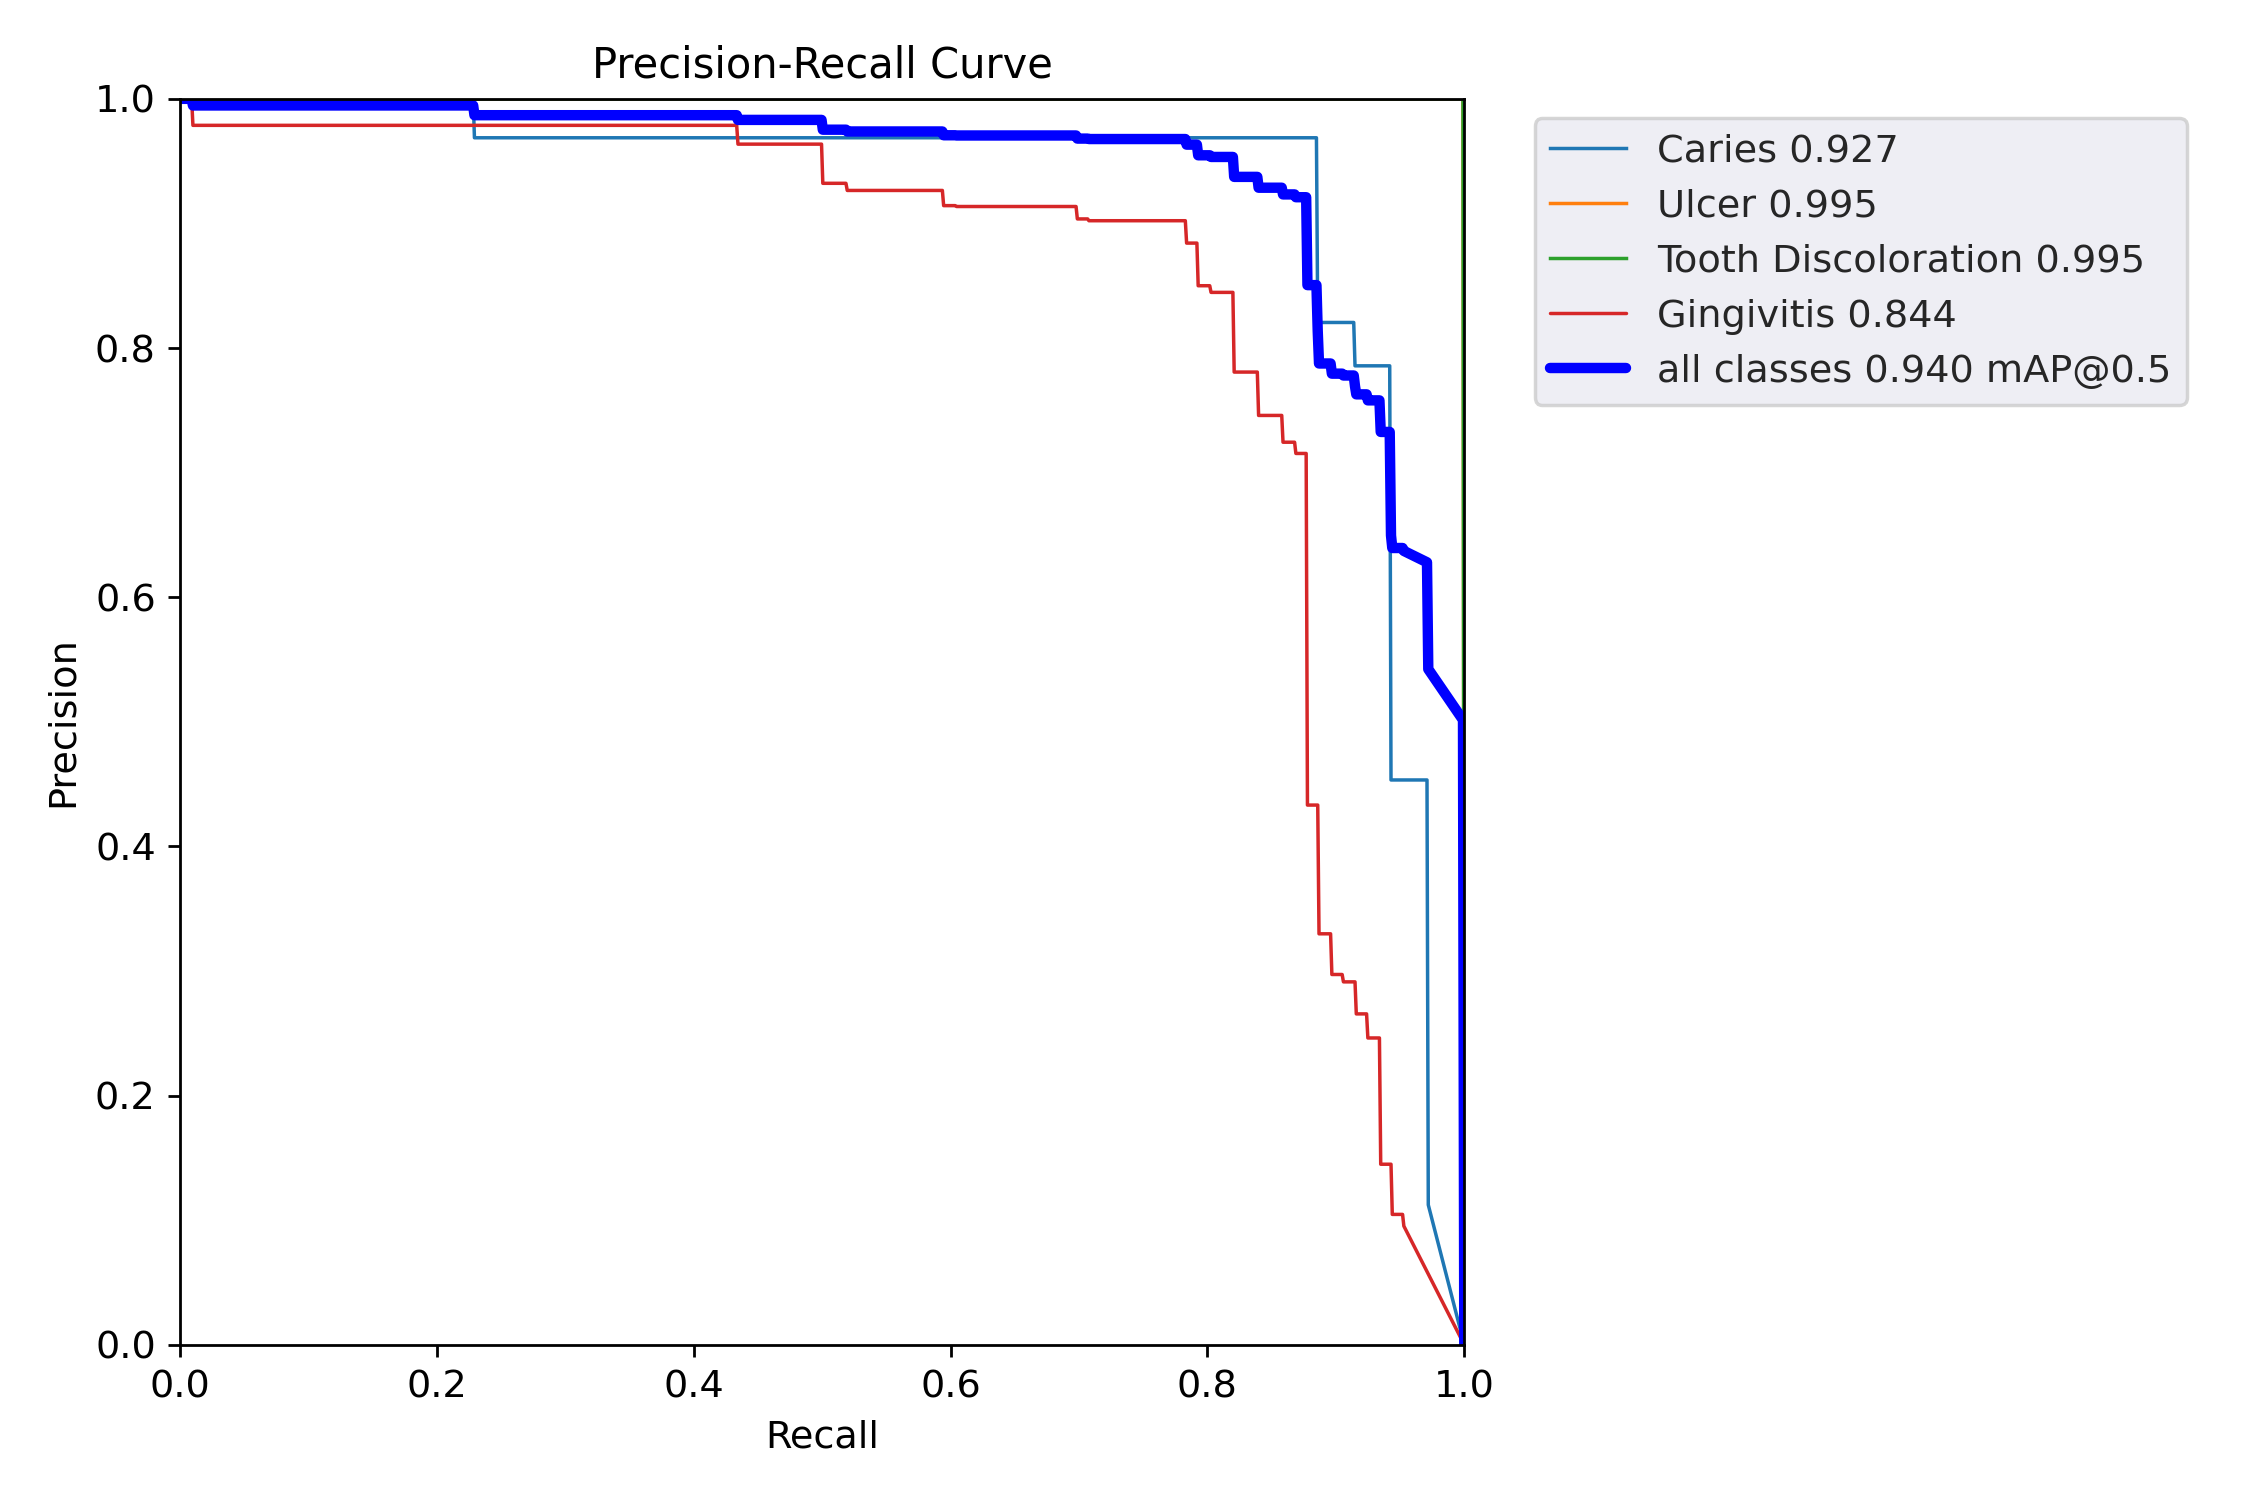 Precision-Recall Curve
1.0
0.8
0.6
0.4
0.2
0.0
Precision
0.0 0.2 0.4 0.6 0.8 1.0
Recall
Caries 0.927
Ulcer 0.995
Tooth Discoloration 0.995
Gingivitis 0.844
all classes 0.940 mAP@0.5